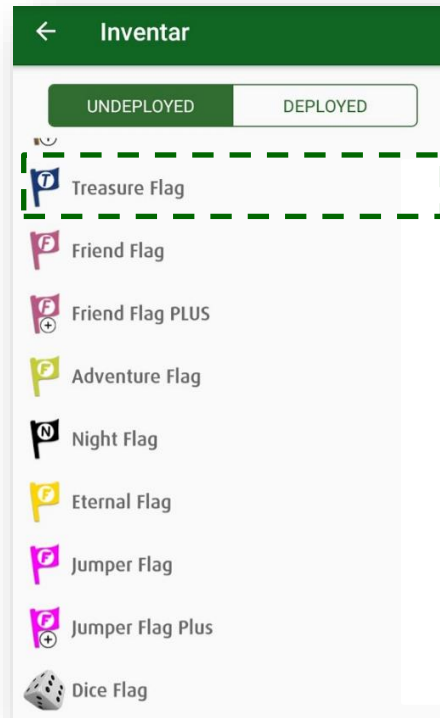 Inventar
UNDEPLOYED DEPLOYED
T Treasure Flag
F Friend Flag
F Friend Flag PLUS
F Adventure Flag
N Night Flag
F Eternal Flag
F Jumper Flag
F Jumper Flag Plus
Dice Flag